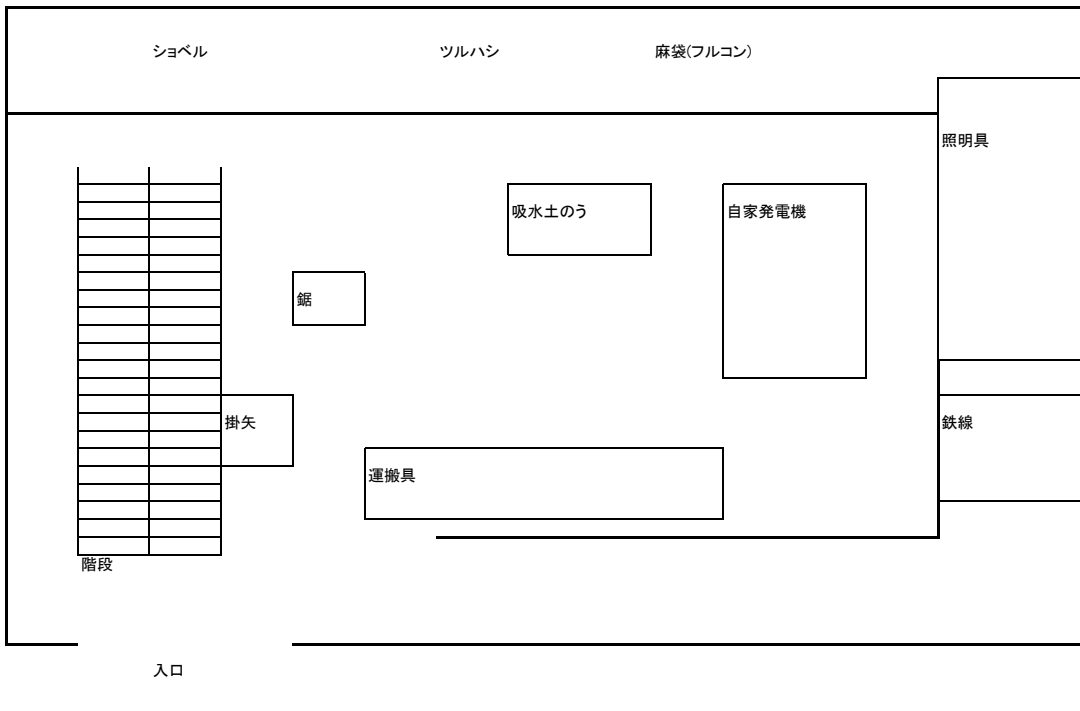 ショベル
ツルハシ
麻袋(フルコン)
照明具
吸水土のう
自家発電機
鋸
掛矢
鉄線
運搬具
階段
入口